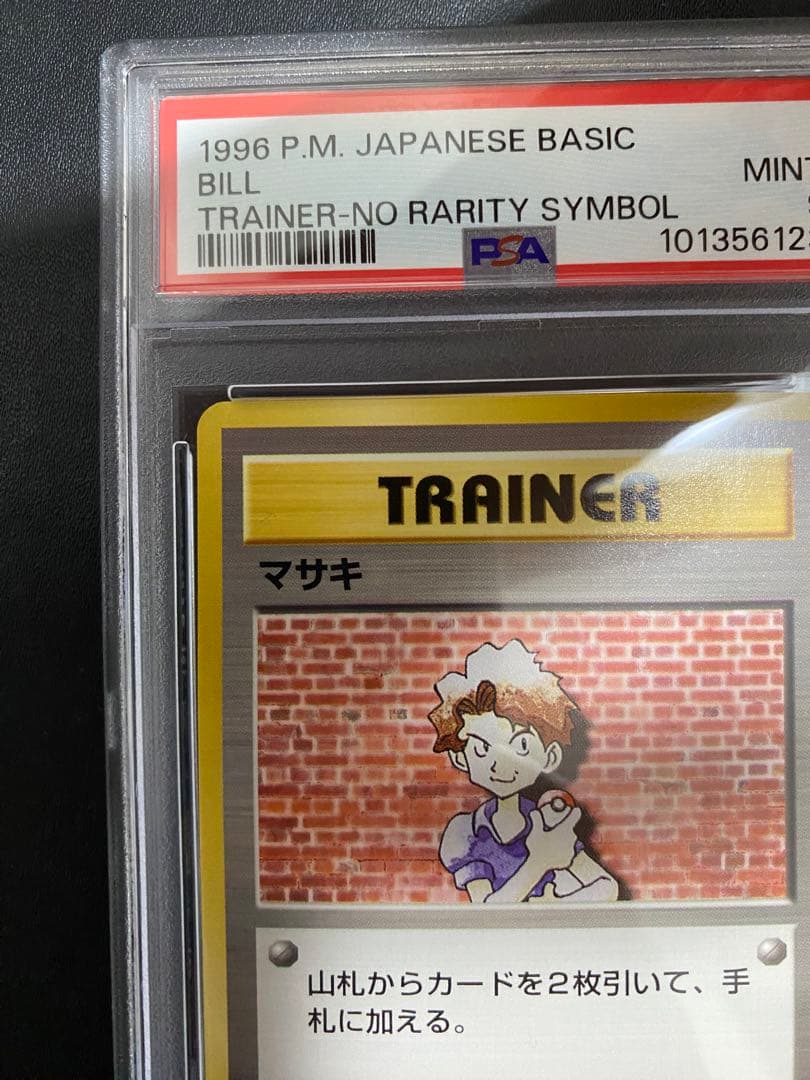 1996 P.M. JAPANESE BASIC
BILL
MINT
TRAINER-NO RARITY SYMBOL
PSA
10135612
TRAINER
マサキ
山札からカードを2枚引いて、手
札に加える。